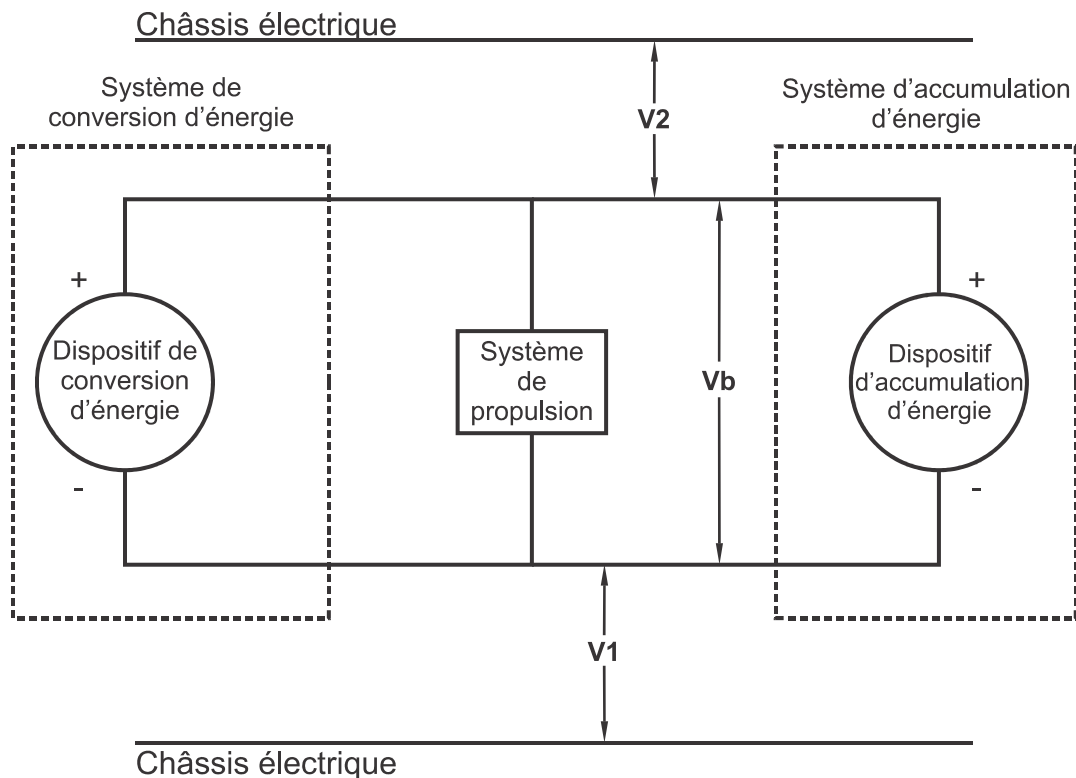 Châssis électrique
Système de
conversion d'énergie
Système d'accumulation
d'énergie
V2
+
+
Dispositif de
conversion
d'énergie
Système
de
propulsion
Vb
Dispositif
d'accumulation
d'énergie
-
-
V1
Châssis électrique